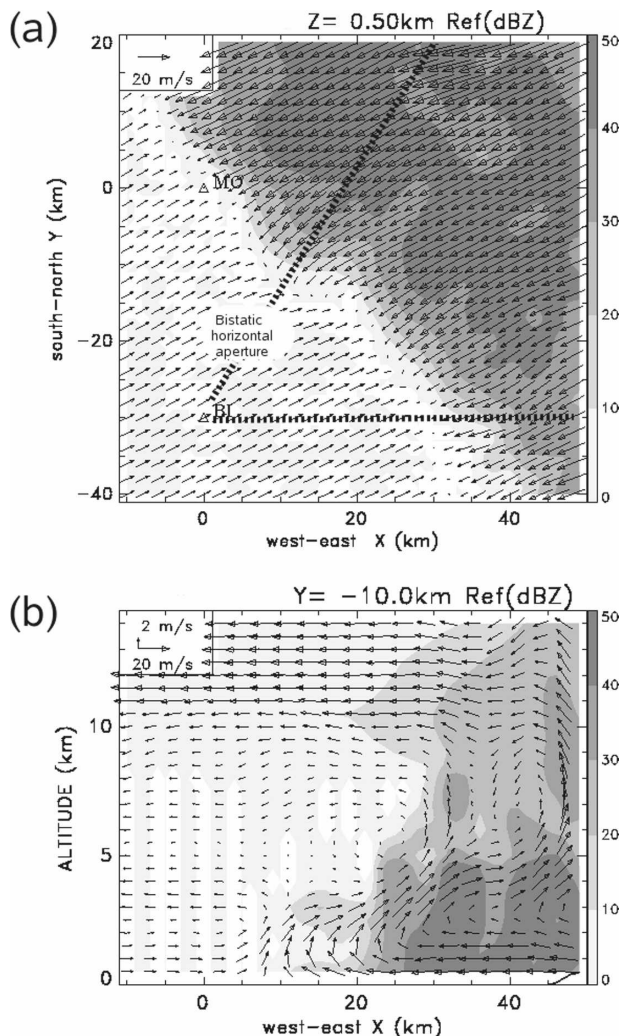 (a)
Z= 0.50km Ref(dBZ)
20 m/s
MO
Bistatic
horizontal
aperture
BI
20
0
-20
-40
south-north Y (km)
0
20
40
west-east X (km)
50
40
30
20
10
0
(b)
Y= -10.0km Ref(dBZ)
2 m/s
20 m/s
10
5
0
ALTITUDE (km)
0
20
40
west-east X (km)
50
40
30
20
10
0